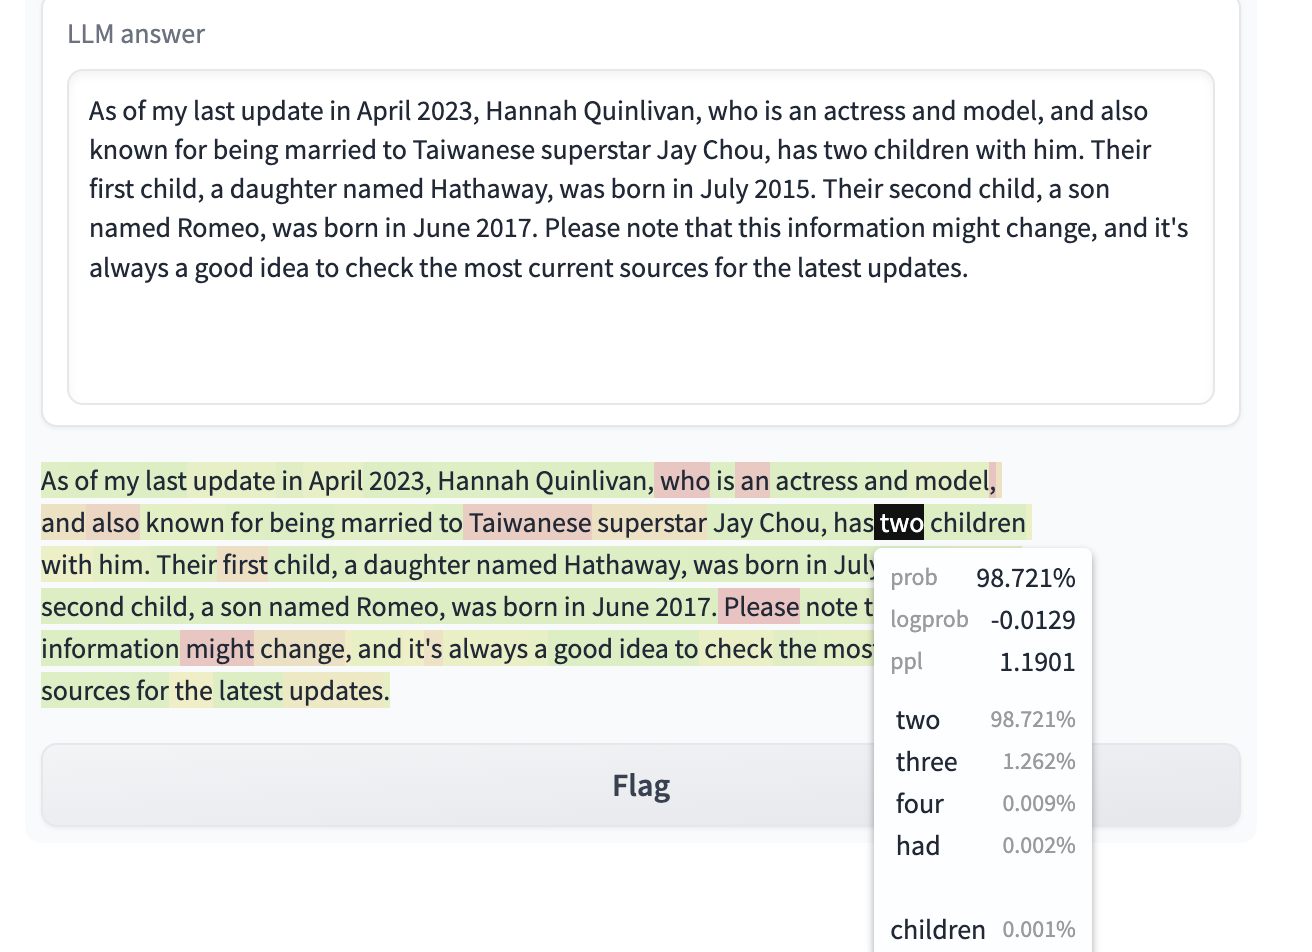 LLM answer
As of my last update in April 2023, Hannah Quinlivan, who is an actress and model, and also
known for being married to Taiwanese superstar Jay Chou, has two children with him. Their
first child, a daughter named Hathaway, was born in July 2015. Their second child, a son
named Romeo, was born in June 2017. Please note that this information might change, and it's
always a good idea to check the most current sources for the latest updates.
As of my last update in April 2023, Hannah Quinlivan, who is an actress and model,
and also known for being married to Taiwanese superstar Jay Chou, has two children
with him. Their first child, a daughter named Hathaway, was born in July
second child, a son named Romeo, was born in June 2017. Please note
information might change, and it's always a good idea to check the most
sources for the latest updates.
prob 98.721%
logprob -0.0129
ppl 1.1901
two 98.721%
three 1.262%
four 0.009%
had 0.002%
children 0.001%
Flag